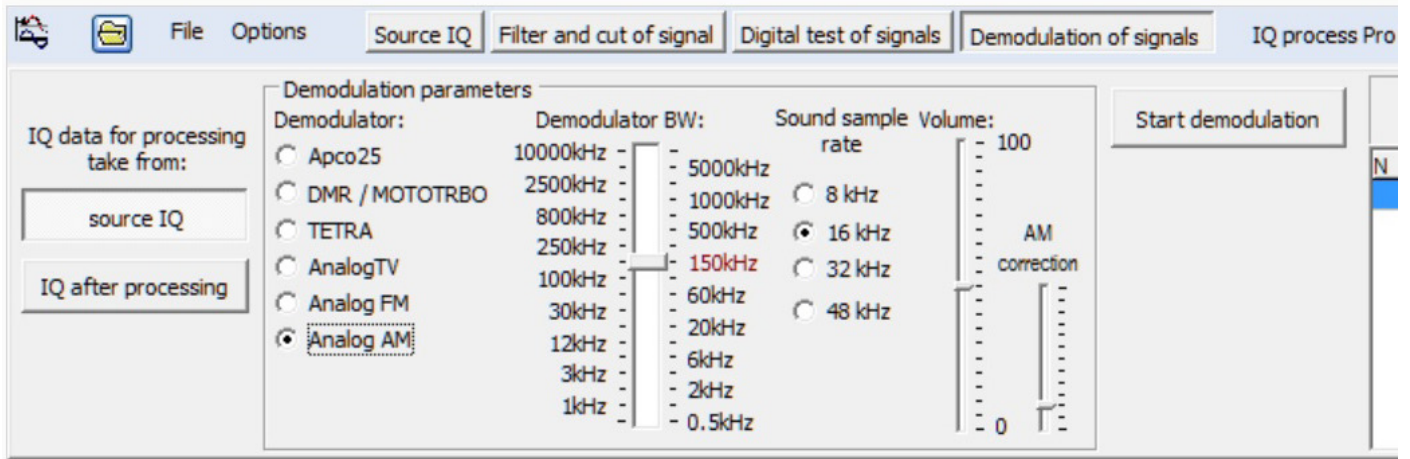 File Options Source IQ Filter and cut of signal Digital test of signals Demodulation of signals IQ process Pro
IQ data for processing
take from:
source IQ
IQ after processing
Demodulation parameters
Demodulator:
Apco25
DMR / MOTOTRBO
TETRA
AnalogTV
Analog FM
Analog AM
Demodulator BW:
10000kHz
5000kHz
2500kHz
1000kHz
800kHz
500kHz
250kHz
150kHz
100kHz
60kHz
30kHz
20kHz
12kHz
6kHz
3kHz
2kHz
1kHz
0.5kHz
Sound sample
rate
8 kHz
16 kHz
32 kHz
48 kHz
Volume:
100
0
AM
correction
Start demodulation
N